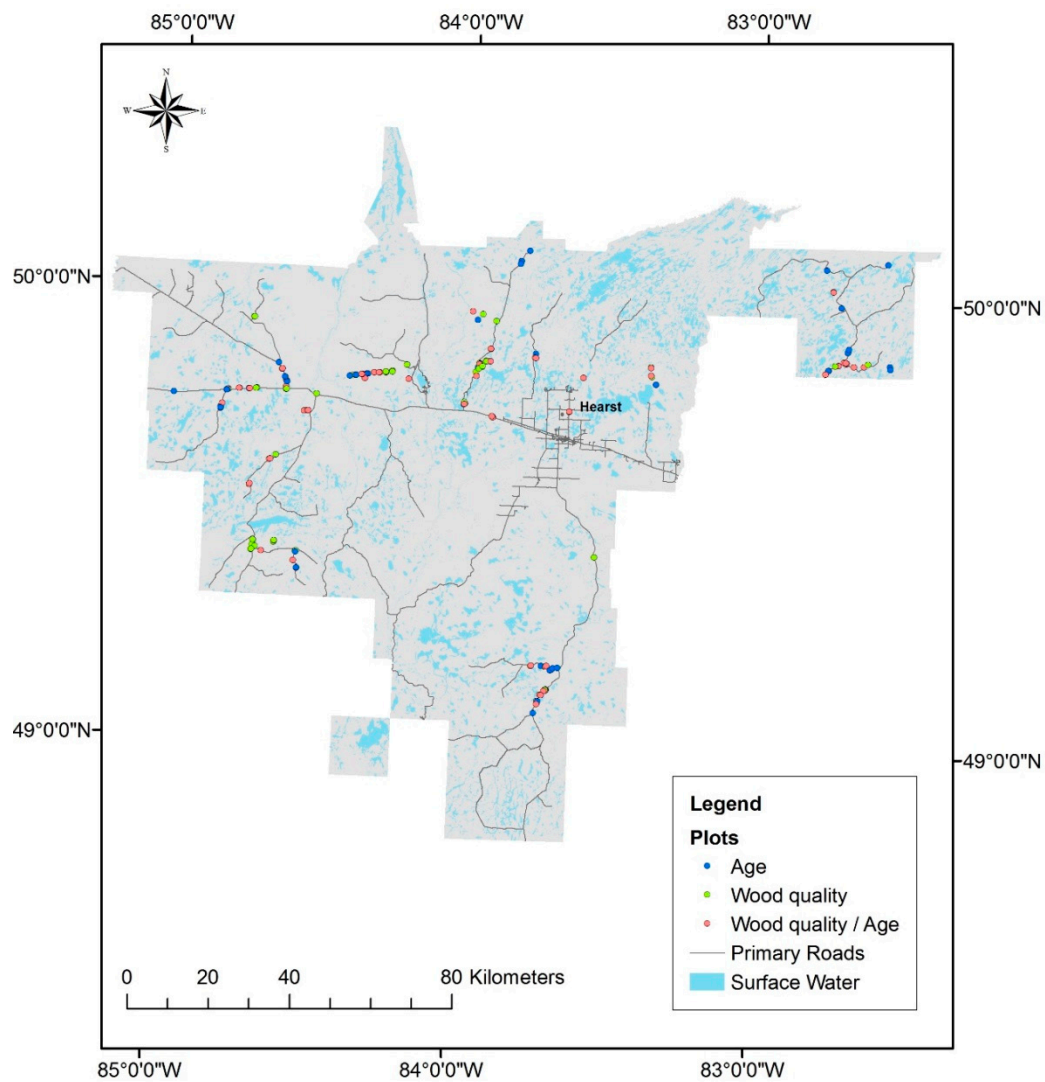 85°0'0"W 84°0'0"W 83°0'0"W
N
W E
S
50°0'0"N
50°0'0"N
Hearst
49°0'0"N
49°0'0"N
Legend
Plots
Age
Wood quality
Wood quality / Age
Primary Roads
Surface Water
0 20 40 80 Kilometers
85°0'0"W 84°0'0"W 83°0'0"W